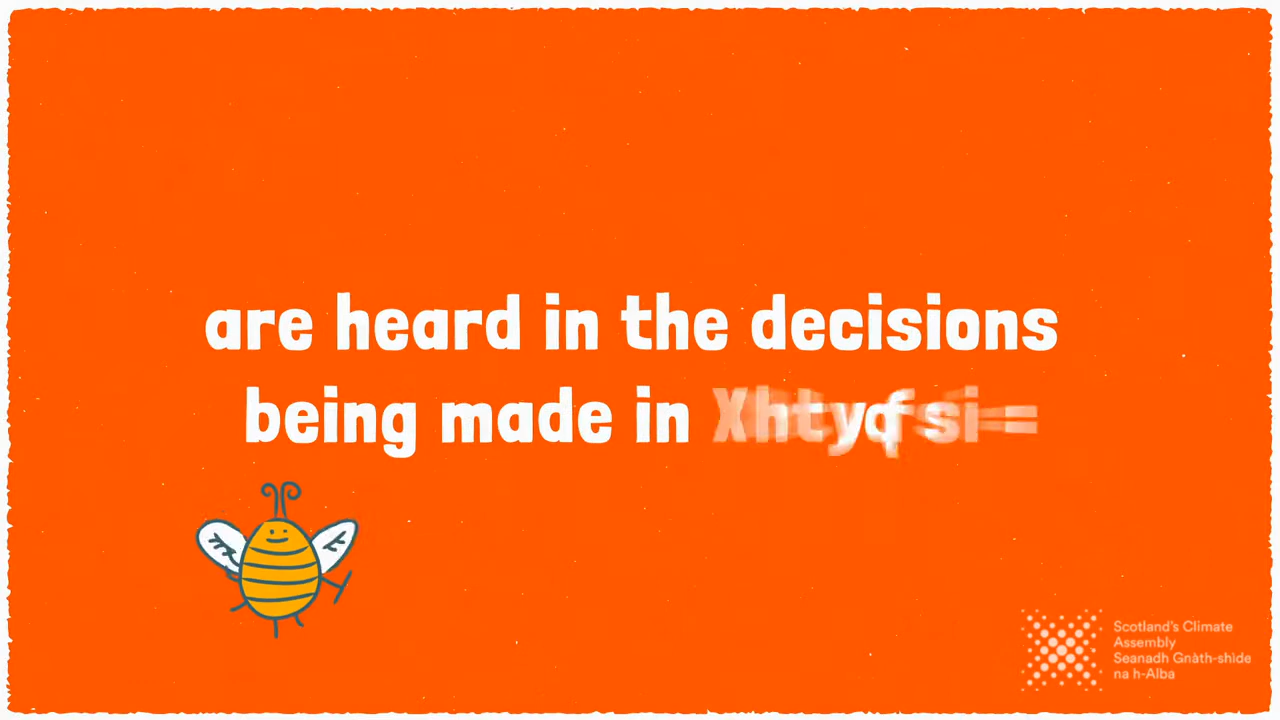 are heard in the decisions
being made in
Scotland's Climate
Assembly
Seanadh Gnàth-shìde
na h-Alba